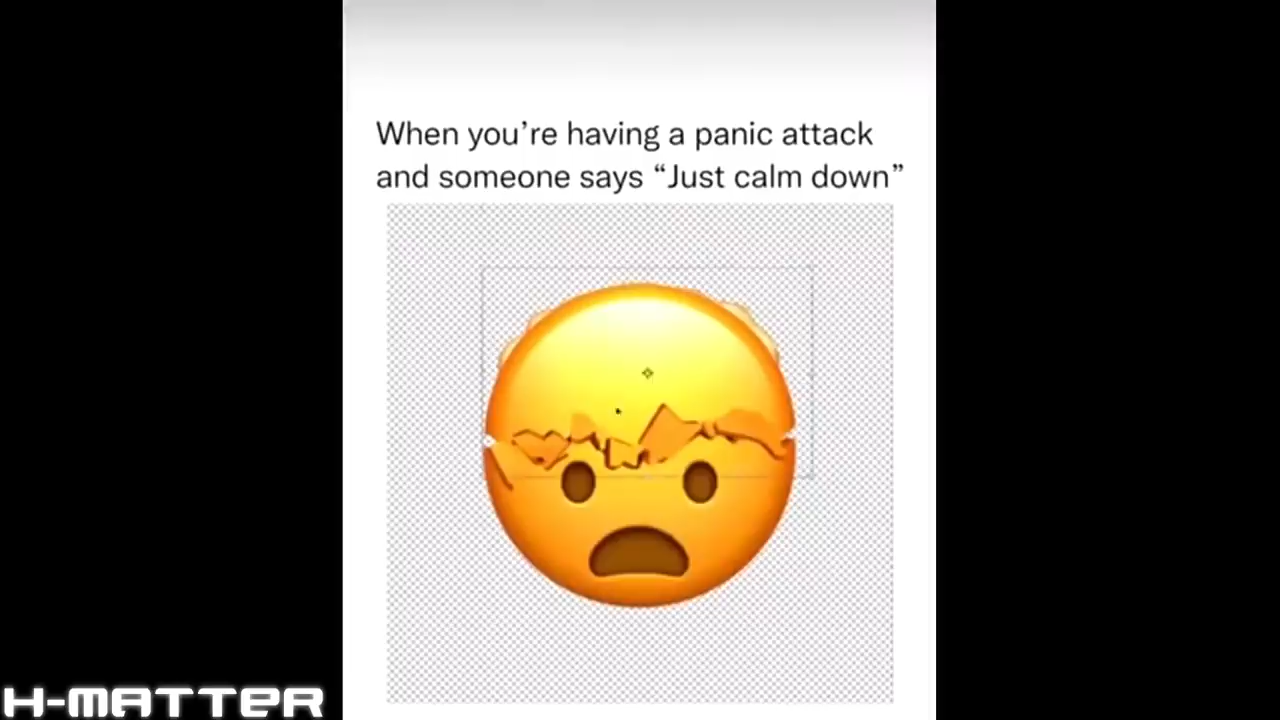 When you’re having a panic attack
and someone says “Just calm down”
H-MATTER